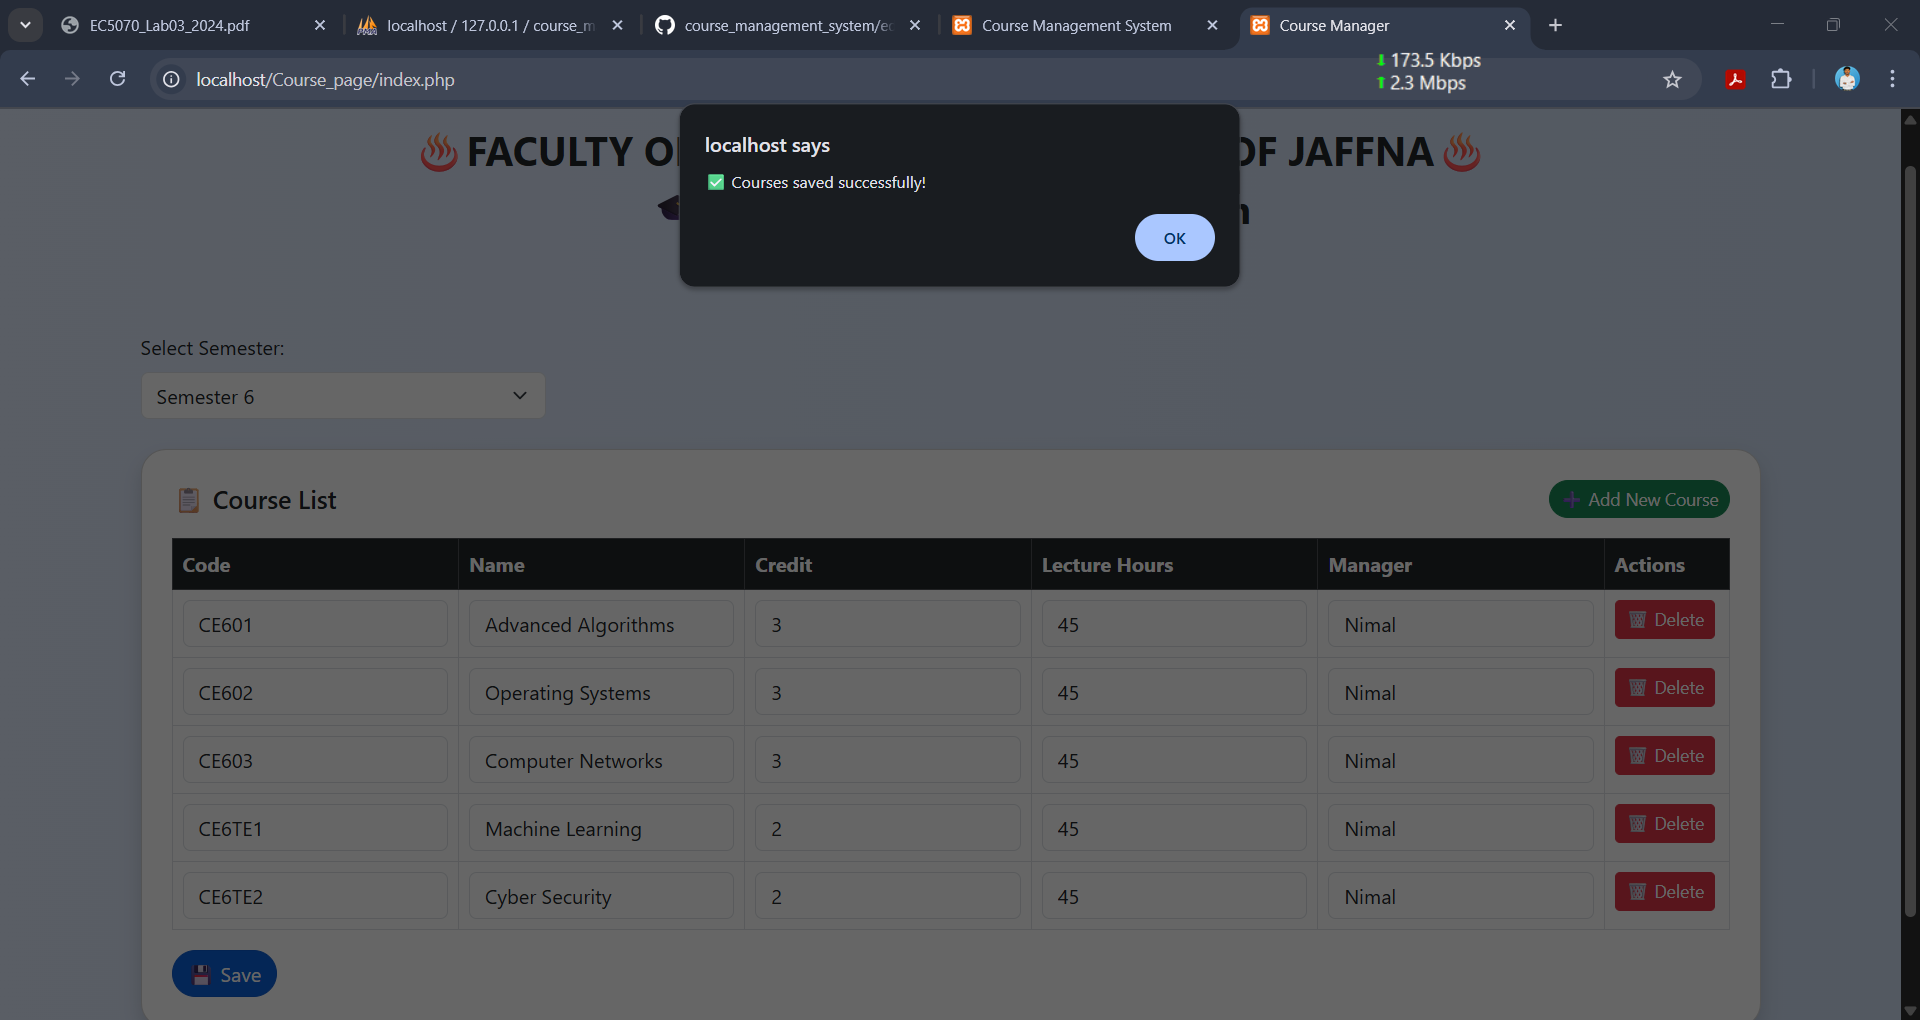 EC5070_Lab03_2024.pdf
localhost / 127.0.0.1 / course_m
course_management_system/ec
Course Management System
Course Manager
localhost/Course_page/index.php
173.5 Kbps
2.3 Mbps
FACULTY OF JAFFNA
localhost says
✅ Courses saved successfully!
OK
Select Semester:
Semester 6
📋 Course List
➕ Add New Course
Code Name Credit Lecture Hours Manager Actions
CE601 Advanced Algorithms 3 45 Nimal 🗑️ Delete
CE602 Operating Systems 3 45 Nimal 🗑️ Delete
CE603 Computer Networks 3 45 Nimal 🗑️ Delete
CE6TE1 Machine Learning 2 45 Nimal 🗑️ Delete
CE6TE2 Cyber Security 2 45 Nimal 🗑️ Delete
💾 Save